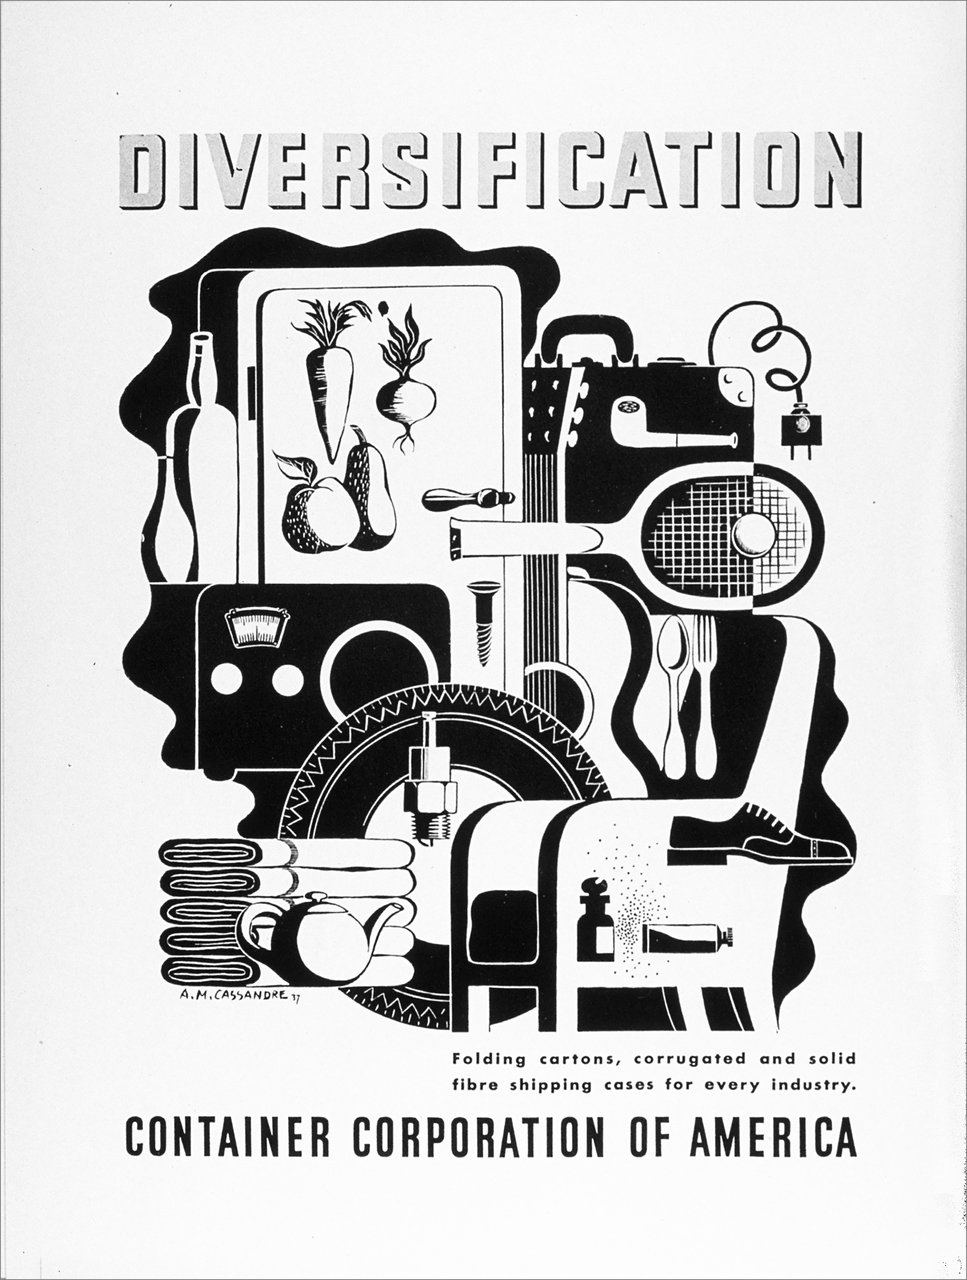 DIVERSIFICATION
A.M.CASSANDRE 37
Folding cartons, corrugated and solid
fibre shipping cases for every industry.
CONTAINER CORPORATION OF AMERICA